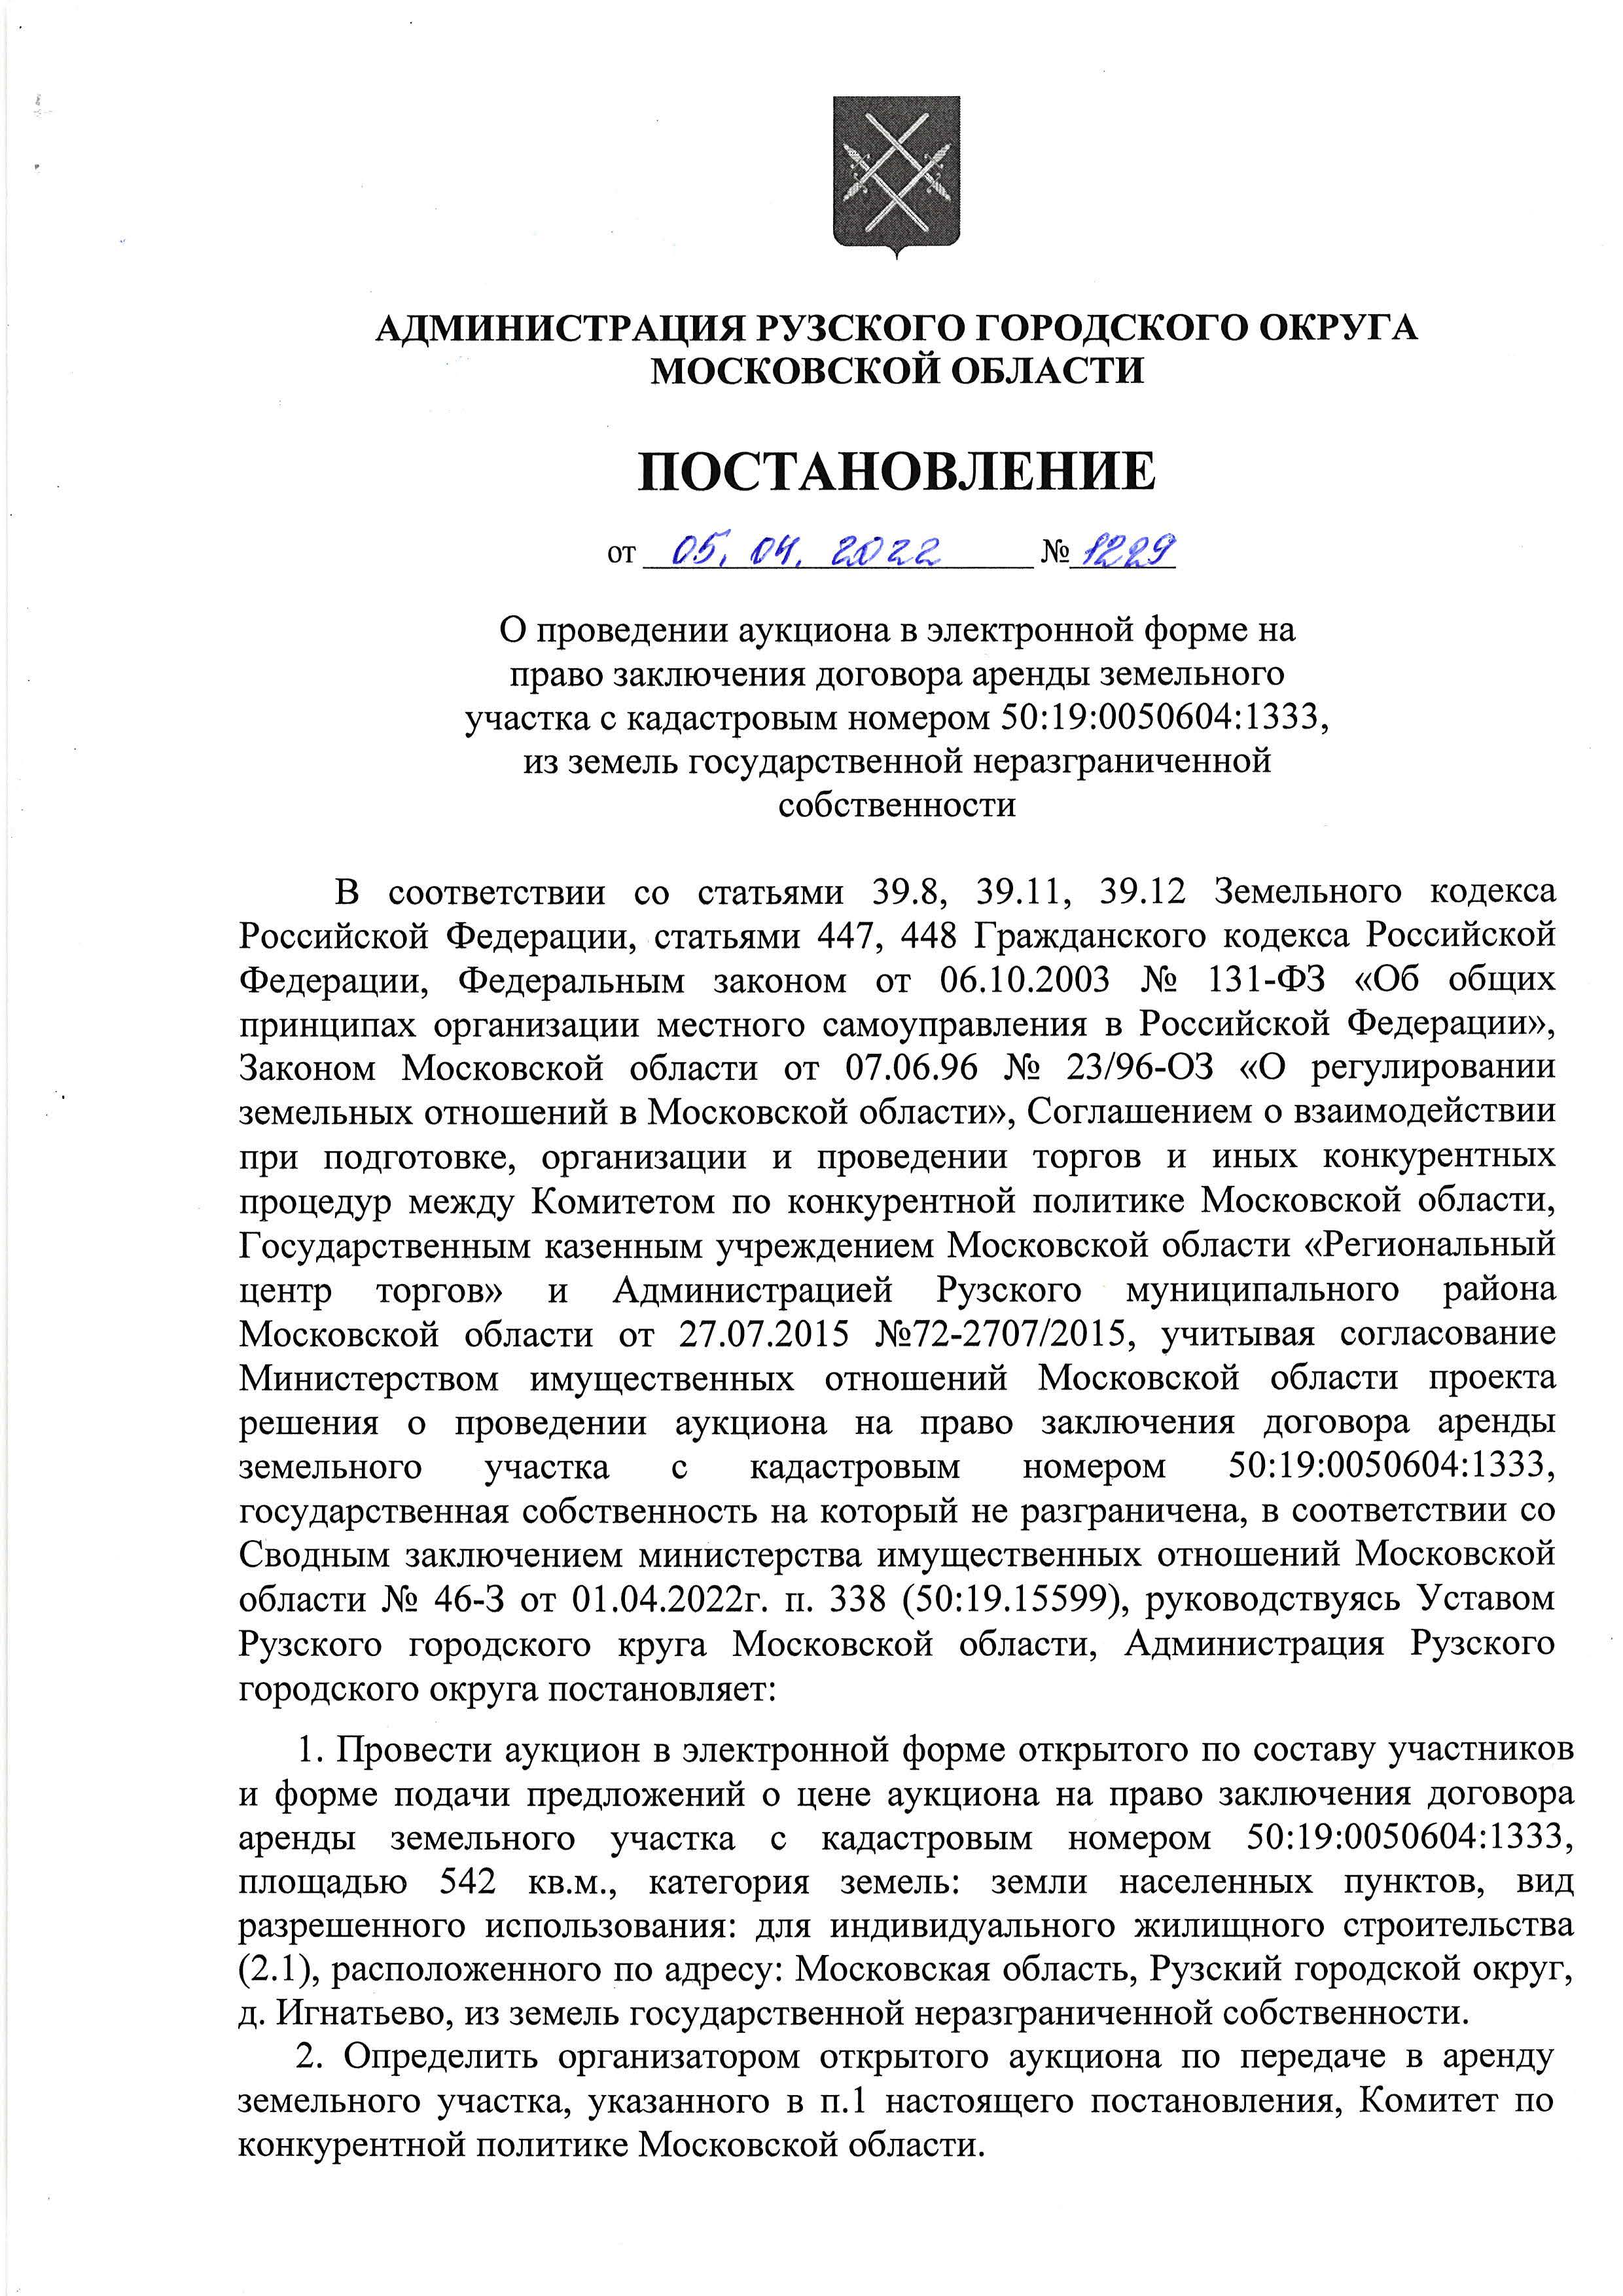 АДМИНИСТРАЦИЯ РУЗСКОГО ГОРОДСКОГО ОКРУГА
МОСКОВСКОЙ ОБЛАСТИ
ПОСТАНОВЛЕНИЕ
от 05.04.2022 № 1229
О проведении аукциона в электронной форме на
право заключения договора аренды земельного
участка с кадастровым номером 50:19:0050604:1333,
из земель государственной неразграниченной
собственности
В соответствии со статьями 39.8, 39.11, 39.12 Земельного кодекса
Российской Федерации, статьями 447, 448 Гражданского кодекса Российской
Федерации, Федеральным законом от 06.10.2003 № 131-ФЗ «Об общих
принципах организации местного самоуправления в Российской Федерации»,
Законом Московской области от 07.06.96 № 23/96-ОЗ «О регулировании
земельных отношений в Московской области», Соглашением о взаимодействии
при подготовке, организации и проведении торгов и иных конкурентных
процедур между Комитетом по конкурентной политике Московской области,
Государственным казенным учреждением Московской области «Региональный
центр торгов» и Администрацией Рузского муниципального района
Московской области от 27.07.2015 №72-2707/2015, учитывая согласование
Министерством имущественных отношений Московской области проекта
решения о проведении аукциона на право заключения договора аренды
земельного участка с кадастровым номером 50:19:0050604:1333,
государственная собственность на который не разграничена, в соответствии со
Сводным заключением министерства имущественных отношений Московской
области № 46-З от 01.04.2022г. п. 338 (50:19.15599), руководствуясь Уставом
Рузского городского круга Московской области, Администрация Рузского
городского округа постановляет:
1. Провести аукцион в электронной форме открытого по составу участников
и форме подачи предложений о цене аукциона на право заключения договора
аренды земельного участка с кадастровым номером 50:19:0050604:1333,
площадью 542 кв.м., категория земель: земли населенных пунктов, вид
разрешенного использования: для индивидуального жилищного строительства
(2.1), расположенного по адресу: Московская область, Рузский городской округ,
д. Игнатьево, из земель государственной неразграниченной собственности.
2. Определить организатором открытого аукциона по передаче в аренду
земельного участка, указанного в п.1 настоящего постановления, Комитет по
конкурентной политике Московской области.